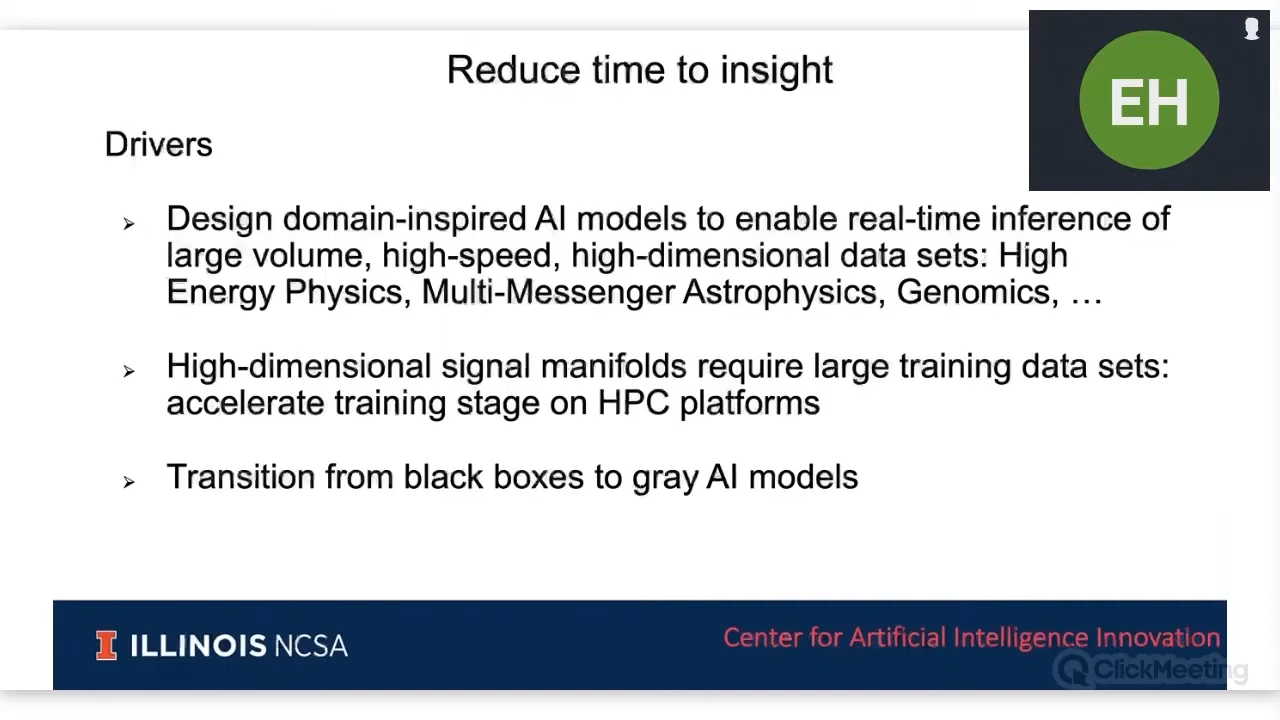 Reduce time to insight
EH
Drivers
➢ Design domain-inspired AI models to enable real-time inference of
large volume, high-speed, high-dimensional data sets: High
Energy Physics, Multi-Messenger Astrophysics, Genomics, …
➢ High-dimensional signal manifolds require large training data sets:
accelerate training stage on HPC platforms
➢ Transition from black boxes to gray AI models
I ILLINOIS NCSA
Center for Artificial Intelligence Innovation
ClickMeeting